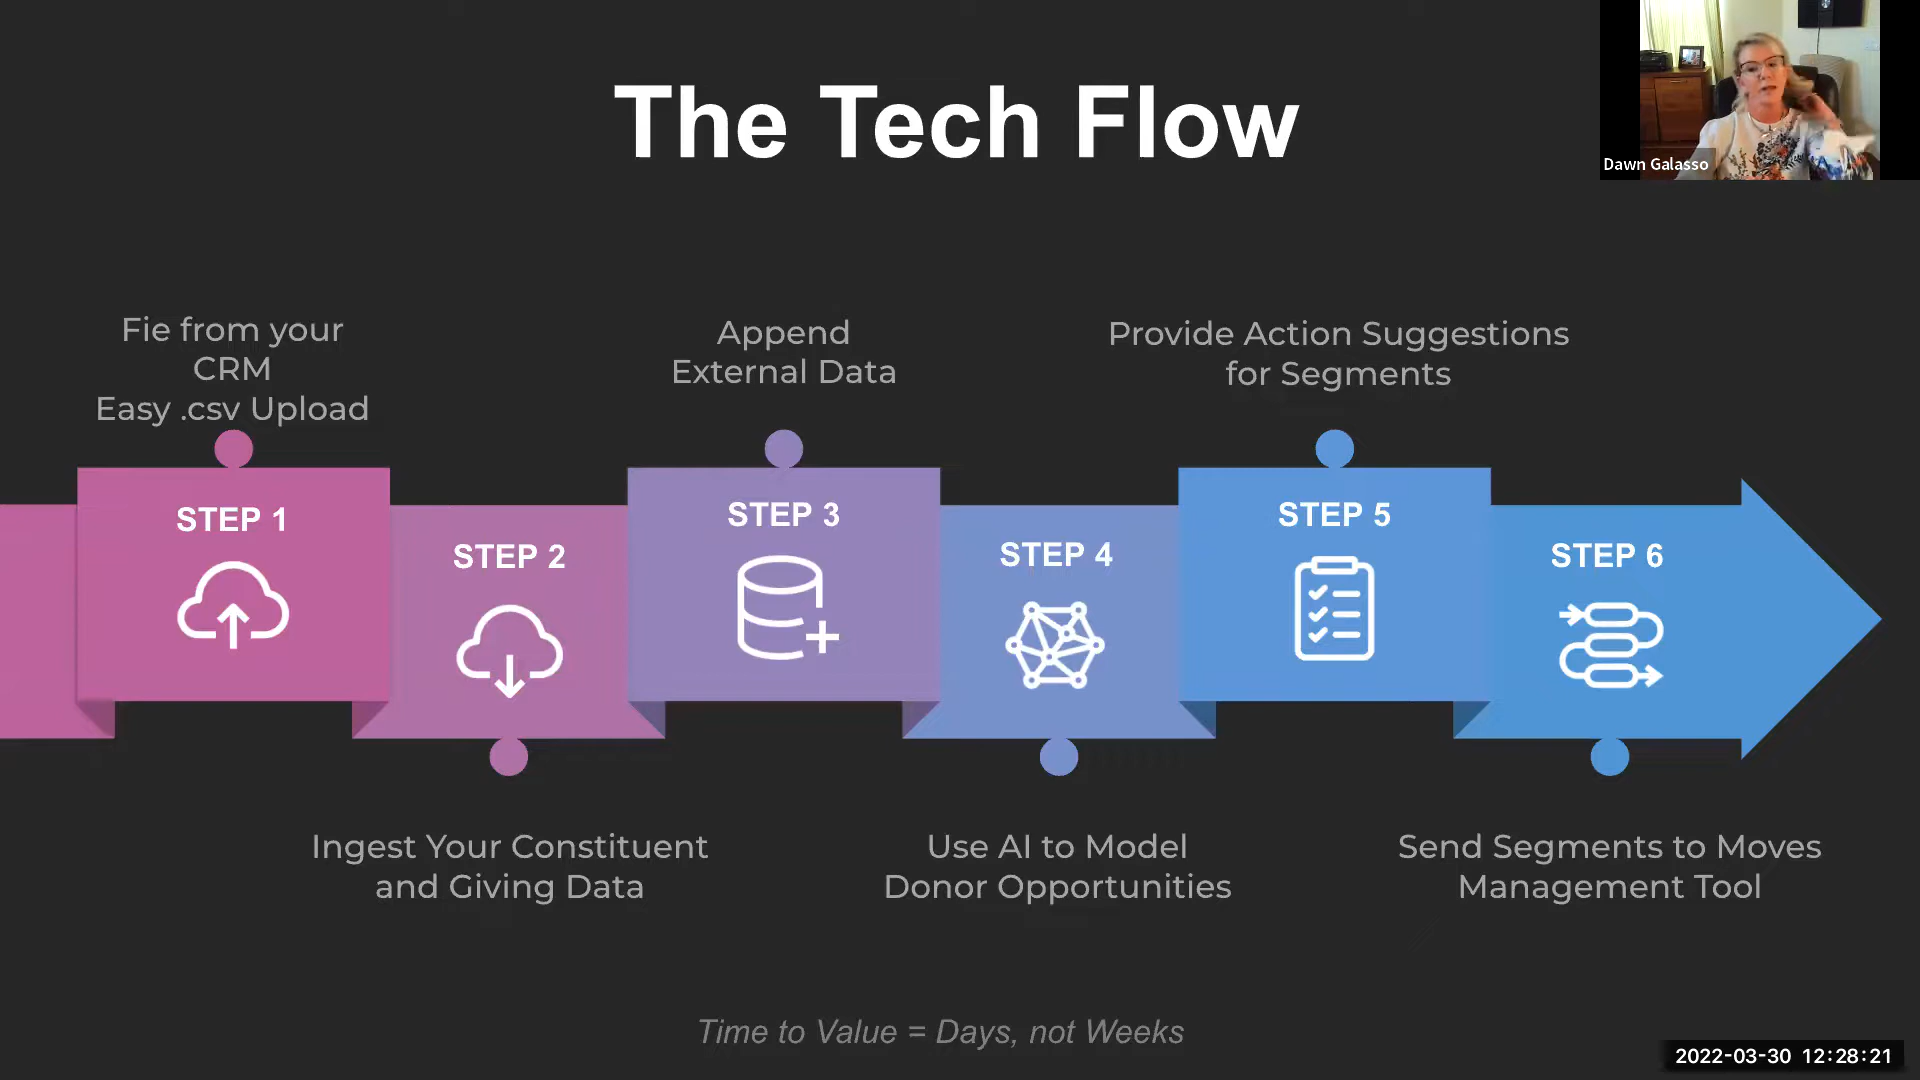 The Tech Flow
Dawn Galasso
Fie from your
CRM
Easy .csv Upload
Append
External Data
Provide Action Suggestions
for Segments
STEP 1
STEP 2
STEP 3
STEP 4
STEP 5
STEP 6
Ingest Your Constituent
and Giving Data
Use AI to Model
Donor Opportunities
Send Segments to Moves
Management Tool
Time to Value = Days, not Weeks
2022-03-30 12:28:21